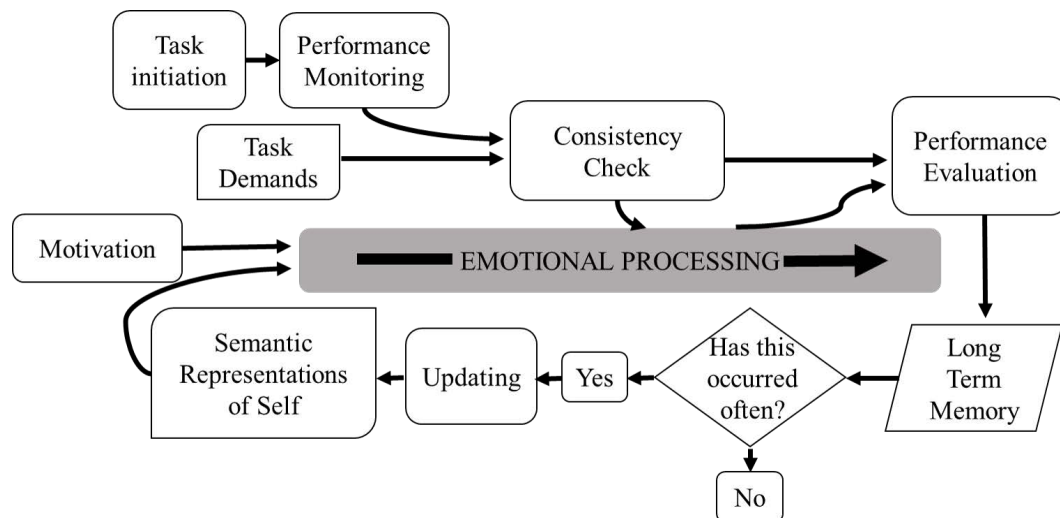 Task
initiation
Performance
Monitoring
Task
Demands
Consistency
Check
Performance
Evaluation
Motivation
EMOTIONAL PROCESSING
Semantic
Representations
of Self
Updating
Yes
Has this
occurred
often?
Long
Term
Memory
No